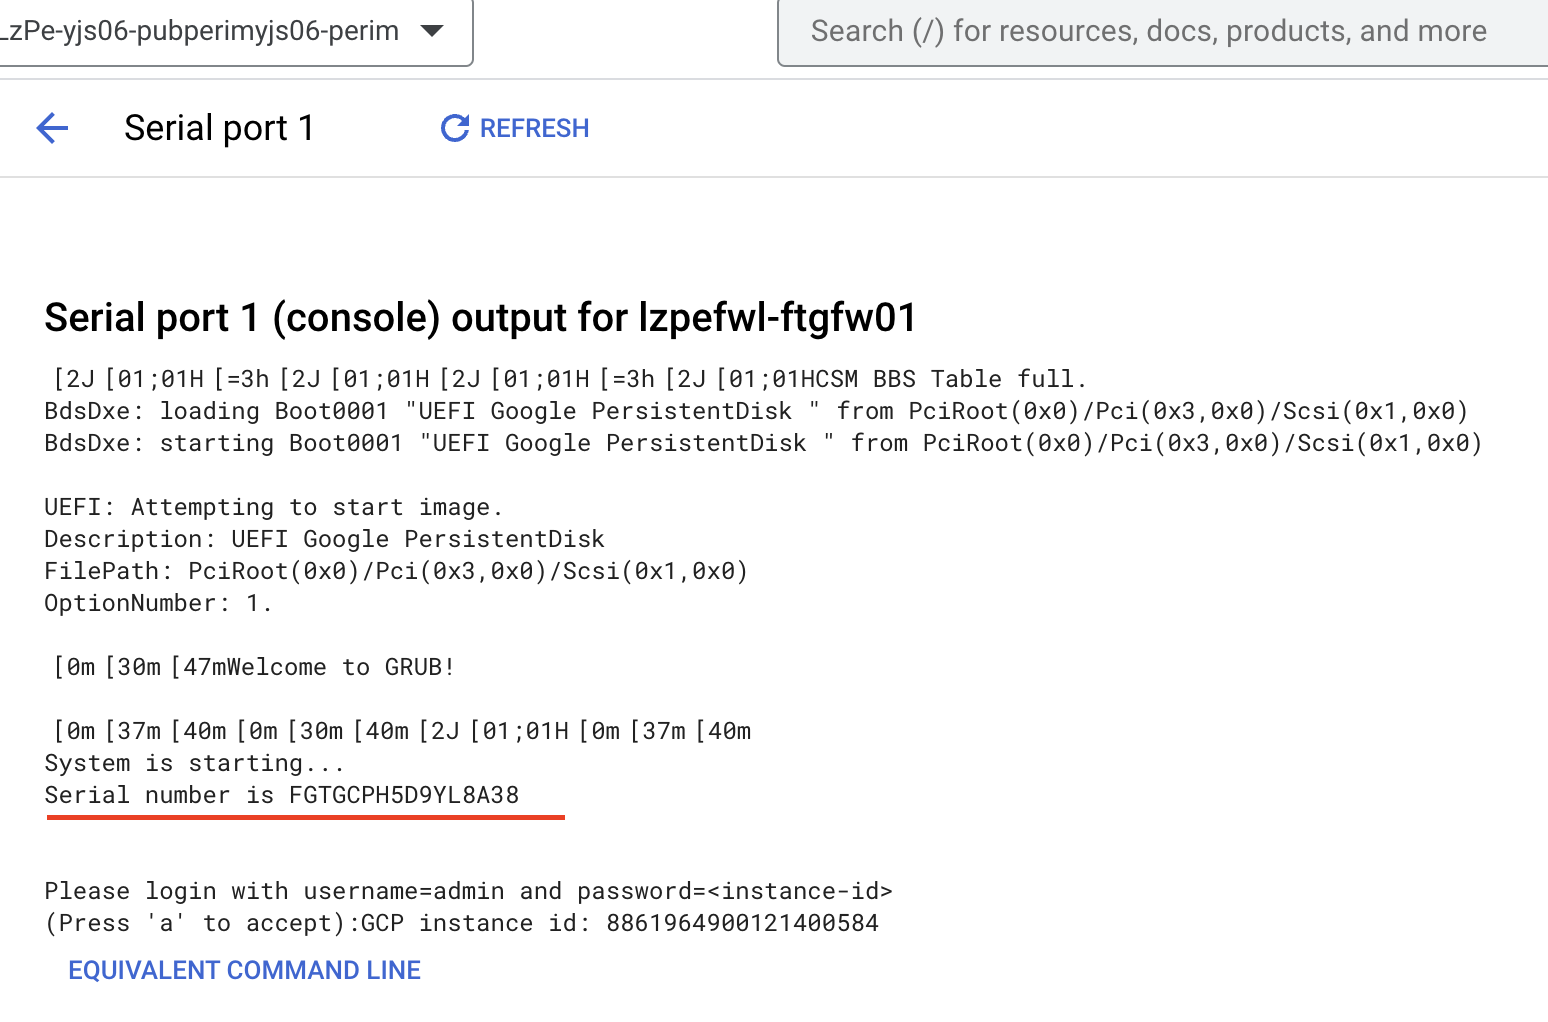 LzPe-yjs06-pubperimyjs06-perim
Search (/) for resources, docs, products, and more
Serial port 1
REFRESH
Serial port 1 (console) output for lzpefwl-ftgfw01
[2J [01;01H [=3h [2J [01;01H [2J [01;01H [=3h [2J [01;01HCSM BBS Table full.
BdsDxe: loading Boot0001 "UEFI Google PersistentDisk " from PciRoot(0x0)/Pci(0x3,0x0)/Scsi(0x1,0x0)
BdsDxe: starting Boot0001 "UEFI Google PersistentDisk " from PciRoot(0x0)/Pci(0x3,0x0)/Scsi(0x1,0x0)
UEFI: Attempting to start image.
Description: UEFI Google PersistentDisk
FilePath: PciRoot(0x0)/Pci(0x3,0x0)/Scsi(0x1,0x0)
OptionNumber: 1.
[0m [30m [47mWelcome to GRUB!
[0m [37m [40m [0m [30m [40m [2J [01;01H [0m [37m [40m
System is starting...
Serial number is FGTGCPH5D9YL8A38
Please login with username=admin and password=<instance-id>
(Press 'a' to accept):GCP instance id: 8861964900121400584
EQUIVALENT COMMAND LINE